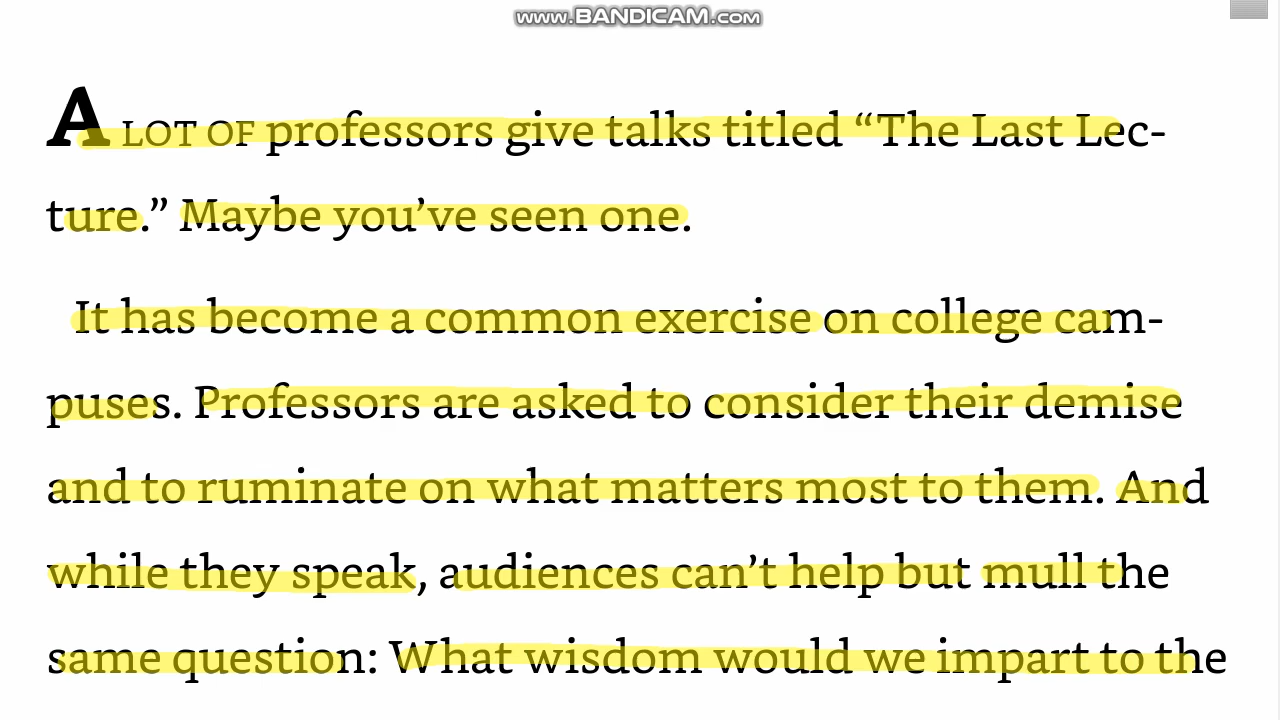 www.BANDICAM.com
A LOT OF professors give talks titled “The Last Lec-
ture.” Maybe you’ve seen one.
It has become a common exercise on college cam-
puses. Professors are asked to consider their demise
and to ruminate on what matters most to them. And
while they speak, audiences can’t help but mull the
same question: What wisdom would we impart to the